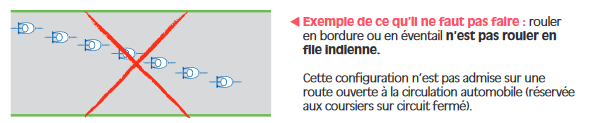 ◀ Exemple de ce qu'il ne faut pas faire : rouler
en bordure ou en éventail n'est pas rouler en
file indienne.
Cette configuration n'est pas admise sur une
route ouverte à la circulation automobile (réservée
aux coursiers sur circuit fermé).